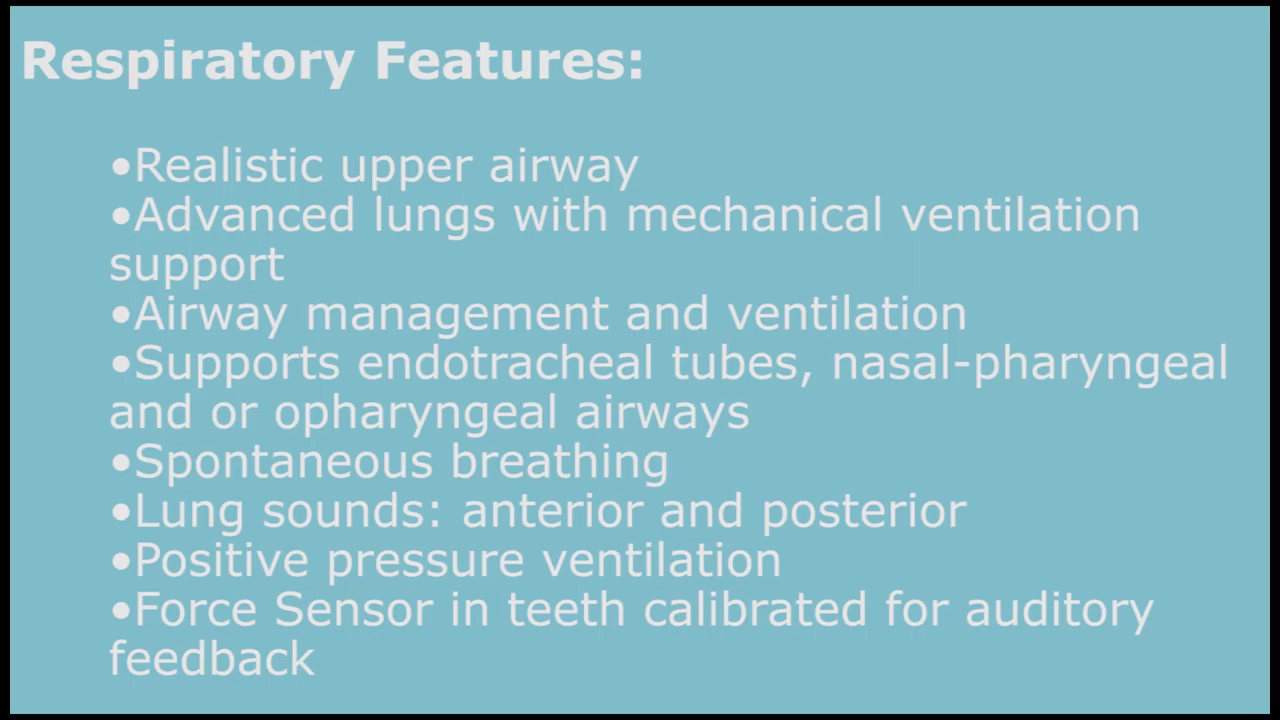 Respiratory Features:
•Realistic upper airway
•Advanced lungs with mechanical ventilation
support
•Airway management and ventilation
•Supports endotracheal tubes, nasal-pharyngeal
and or opharyngeal airways
•Spontaneous breathing
•Lung sounds: anterior and posterior
•Positive pressure ventilation
•Force Sensor in teeth calibrated for auditory
feedback